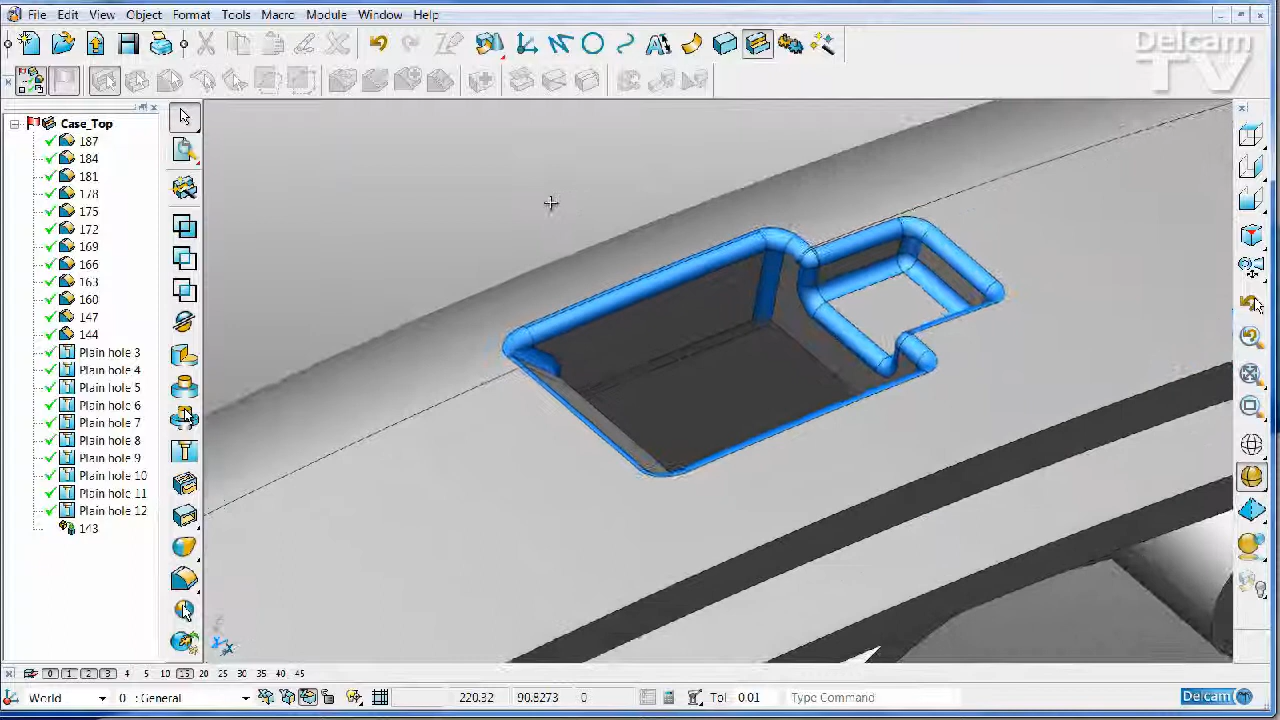 File Edit View Object Format Tools Macro Module Window Help
Delcam
TV
Case_Top
187
184
181
178
175
172
169
166
163
160
147
144
Plain hole 3
Plain hole 4
Plain hole 5
Plain hole 6
Plain hole 7
Plain hole 8
Plain hole 9
Plain hole 10
Plain hole 11
Plain hole 12
143
0 1 2 3 4 5 10 15 20 25 30 35 40 45
World 0 : General 220.32 90.8273 0 Tol 0.01 Type Command Delcam